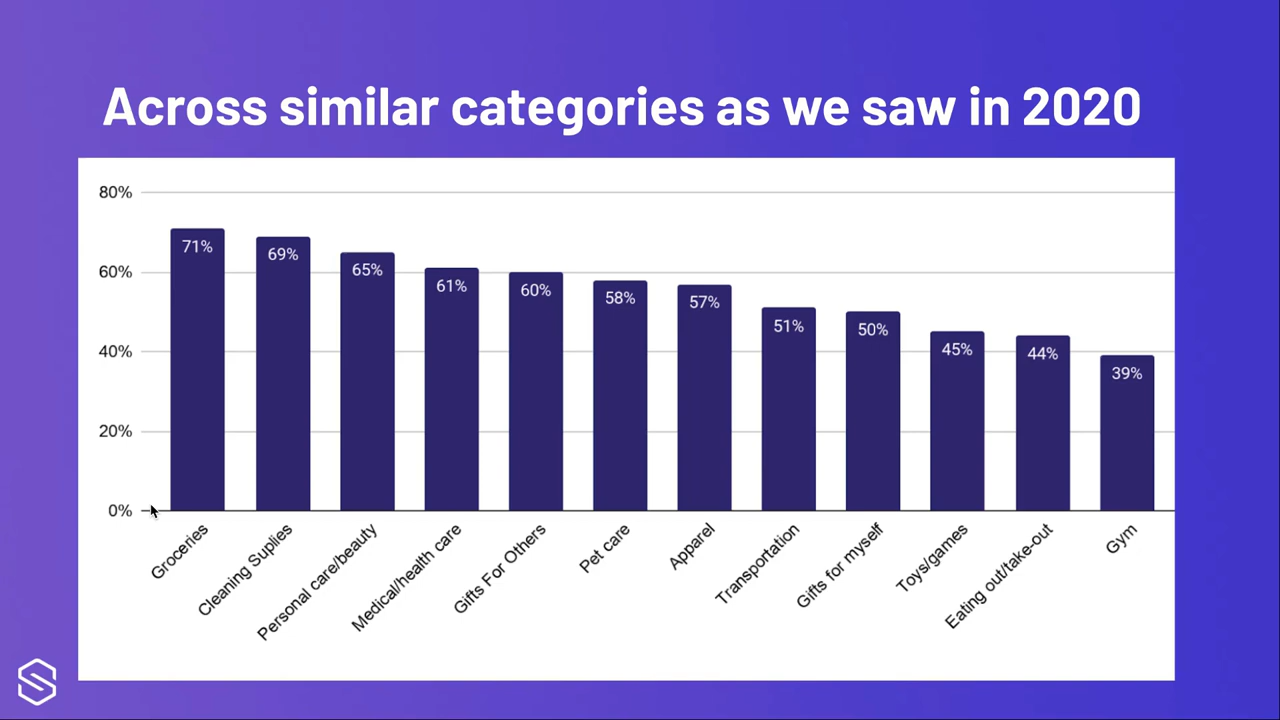 Across similar categories as we saw in 2020
80%
60%
40%
20%
0%
71%
69%
65%
61%
60%
58%
57%
51%
50%
45%
44%
39%
Groceries
Cleaning Suplies
Personal care/beauty
Medical/health care
Gifts For Others
Pet care
Apparel
Transportation
Gifts for myself
Toys/games
Eating out/take-out
Gym